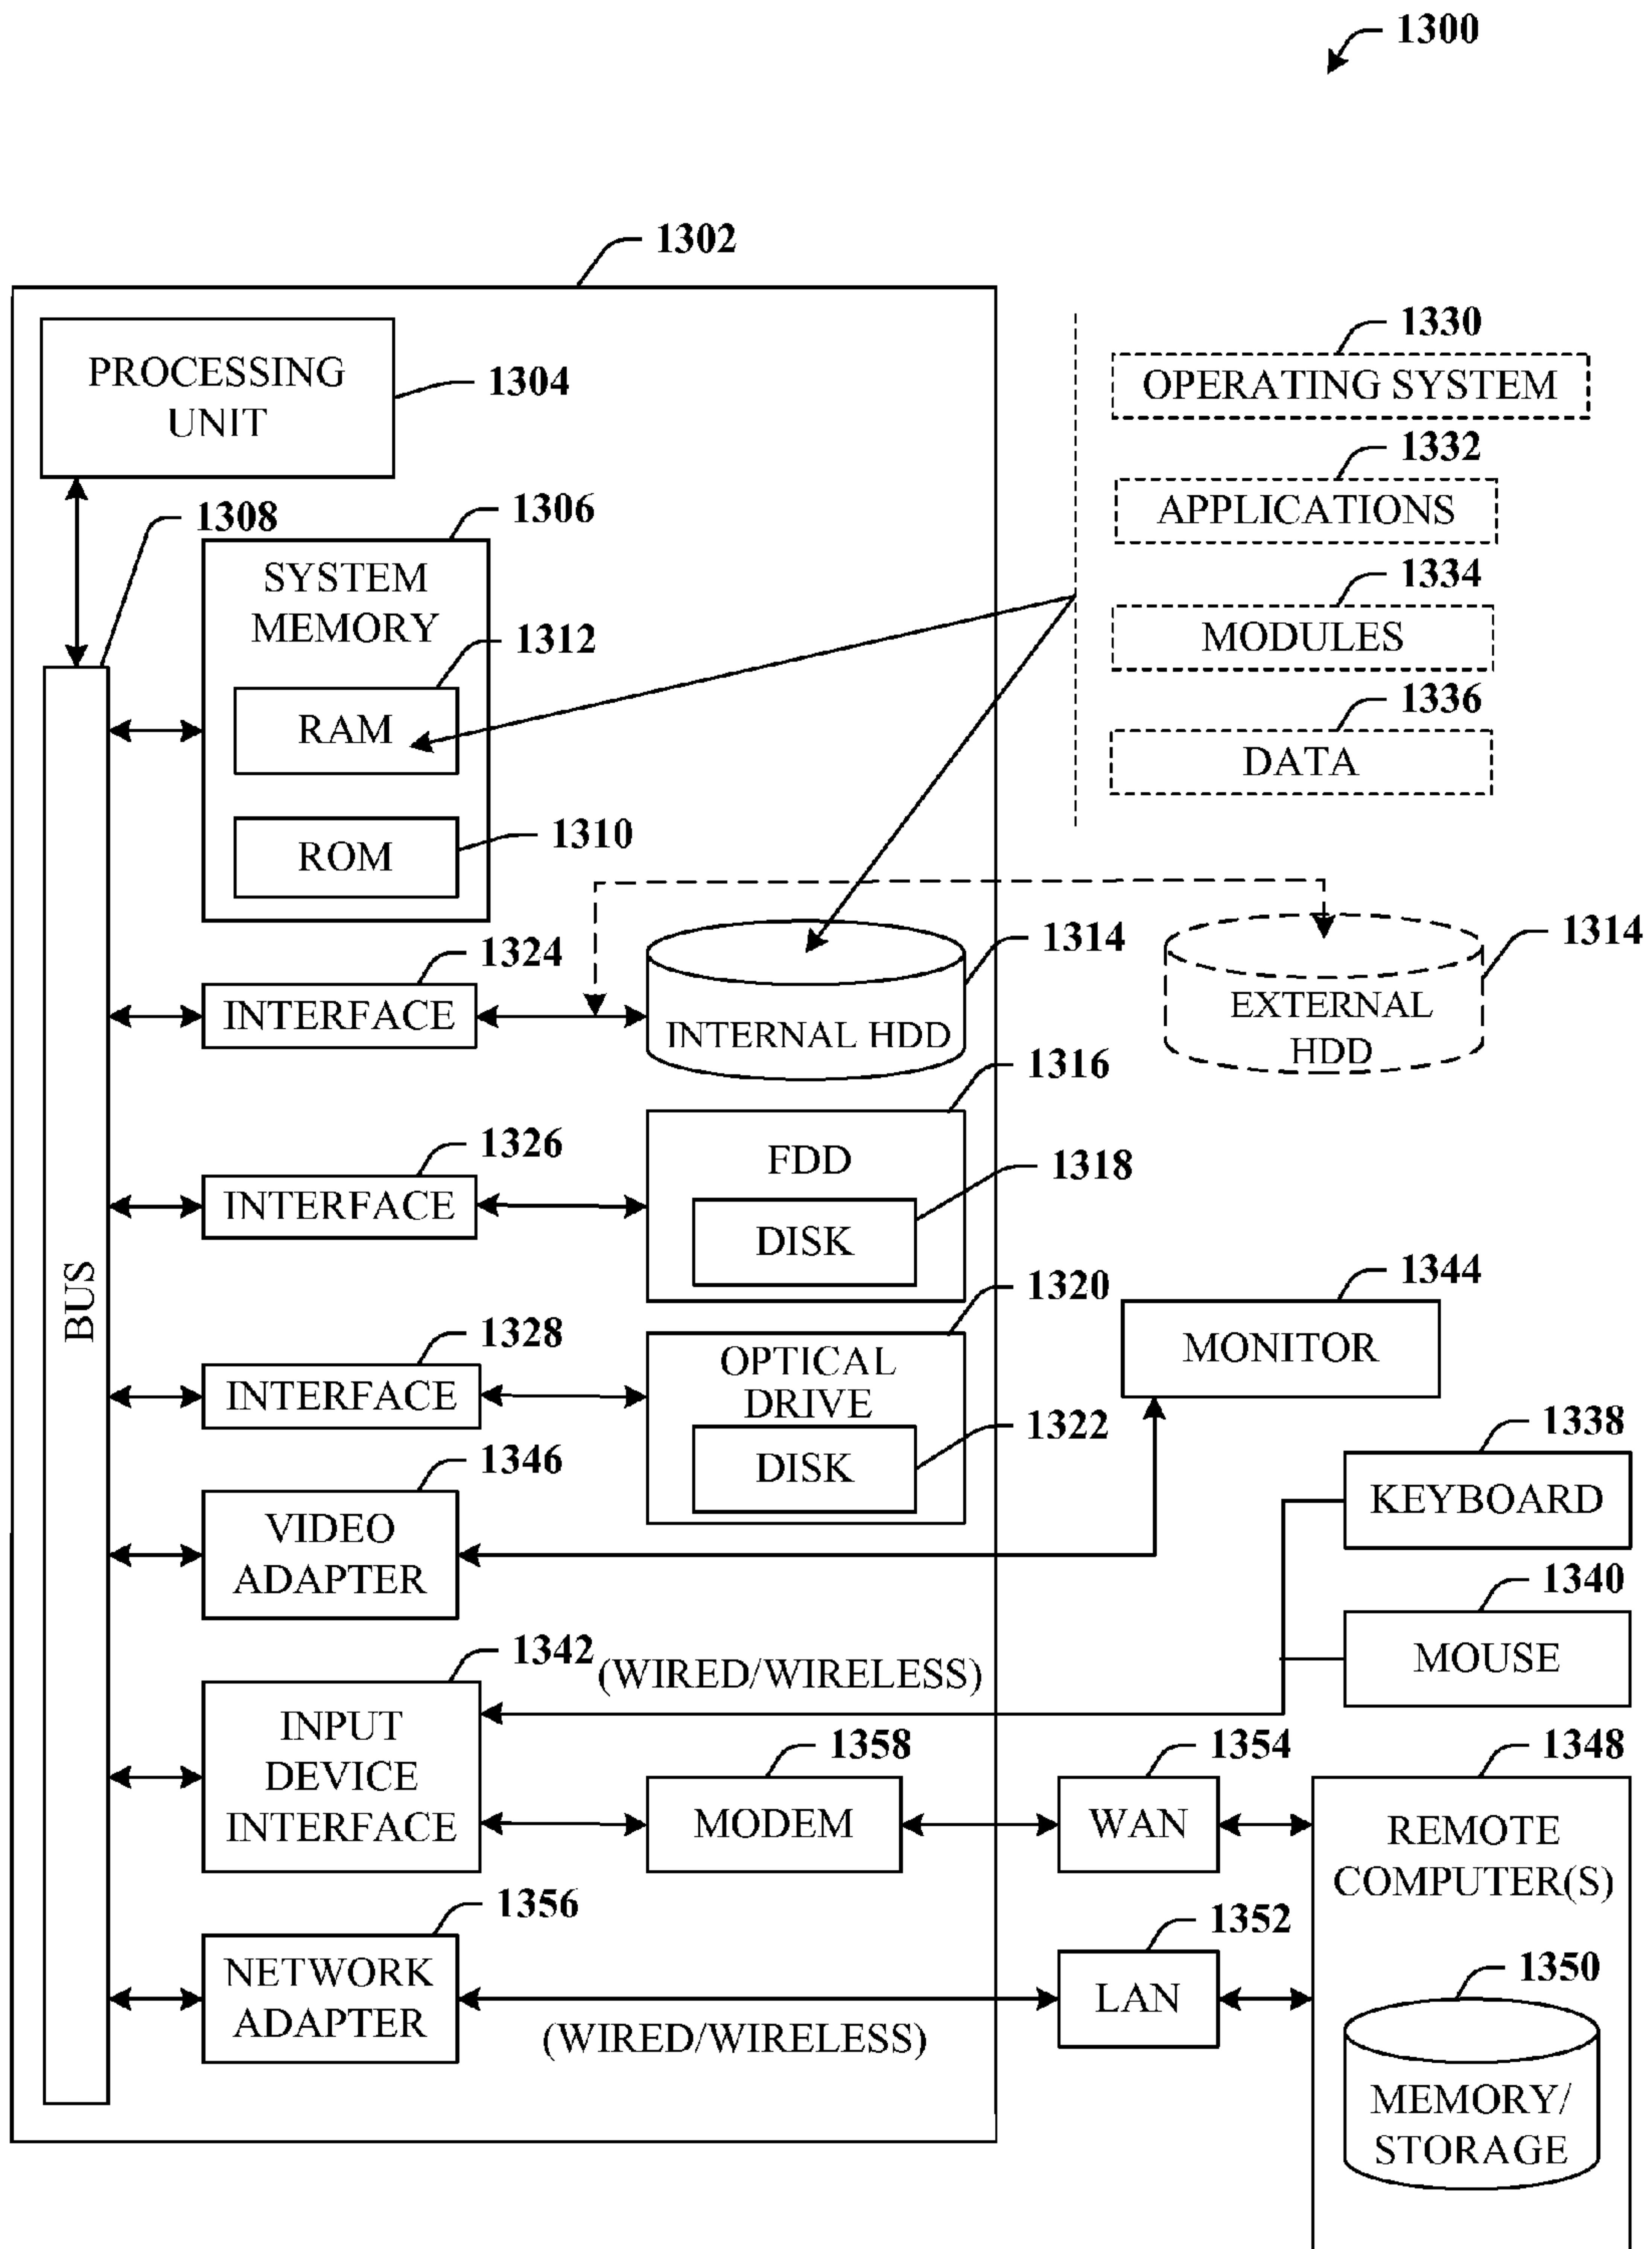 1300
1302
PROCESSING
UNIT
1304
1330
OPERATING SYSTEM
1332
APPLICATIONS
1334
MODULES
1336
DATA
1308
1306
SYSTEM
MEMORY
1312
RAM
1310
ROM
BUS
1324
INTERFACE
1314
INTERNAL HDD
1314
EXTERNAL
HDD
1326
INTERFACE
1316
FDD
1318
DISK
1328
INTERFACE
1320
OPTICAL
DRIVE
1322
DISK
1344
MONITOR
1346
VIDEO
ADAPTER
1338
KEYBOARD
1340
MOUSE
1342
(WIRED/WIRELESS)
INPUT
DEVICE
INTERFACE
1358
MODEM
1354
WAN
1348
REMOTE
COMPUTER(S)
1356
NETWORK
ADAPTER
(WIRED/WIRELESS)
1352
LAN
1350
MEMORY/
STORAGE